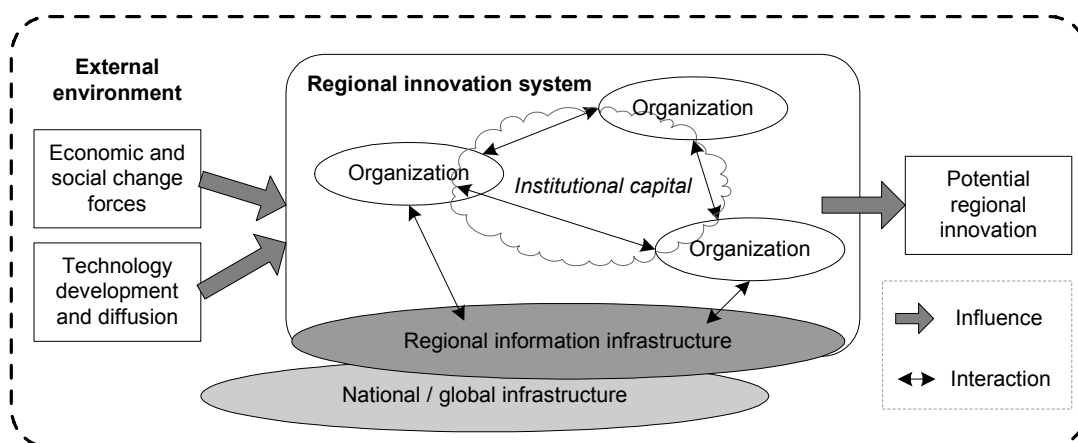 External
environment
Economic and
social change
forces
Technology
development
and diffusion
Regional innovation system
Organization
Organization
Institutional capital
Organization
Regional information infrastructure
National / global infrastructure
Potential
regional
innovation
Influence
Interaction